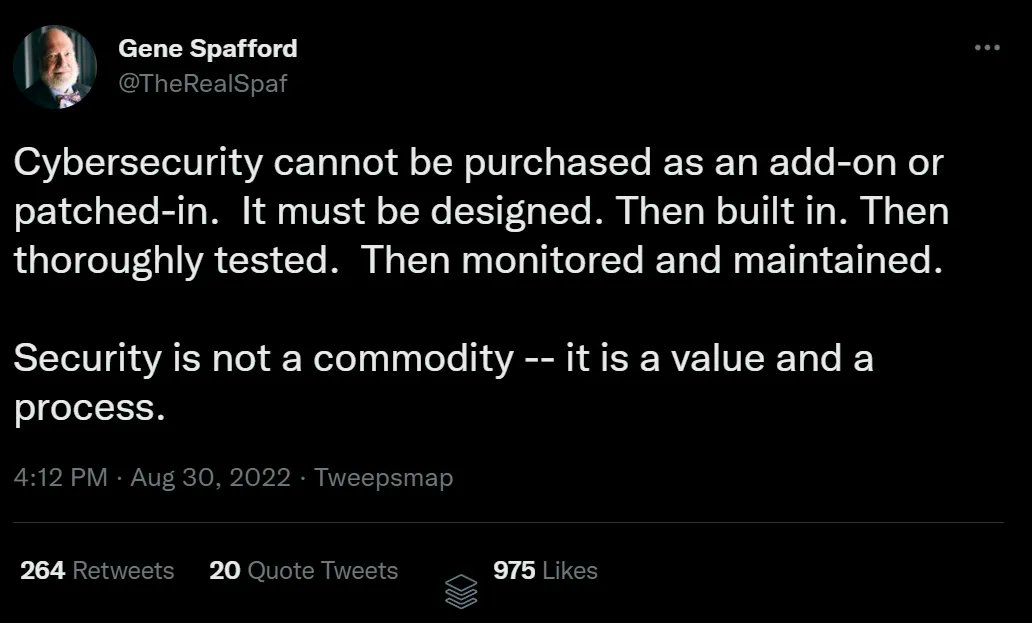 Gene Spafford
@TheRealSpaf
Cybersecurity cannot be purchased as an add-on or
patched-in.  It must be designed. Then built in. Then
thoroughly tested.  Then monitored and maintained.
Security is not a commodity -- it is a value and a
process.
4:12 PM · Aug 30, 2022 · Tweepsmap
264 Retweets 20 Quote Tweets 975 Likes